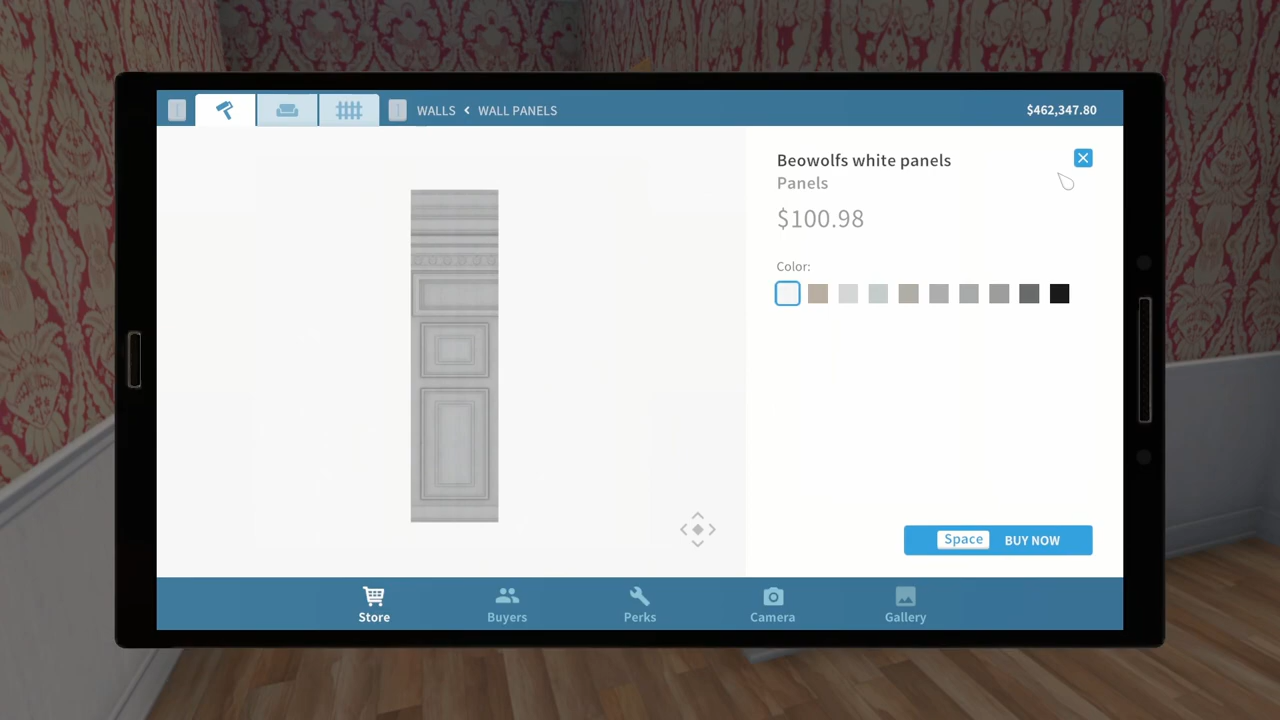 WALLS < WALL PANELS
$462,347.80
Beowolfs white panels
Panels
$100.98
Color:
Space BUY NOW
Store Buyers Perks Camera Gallery